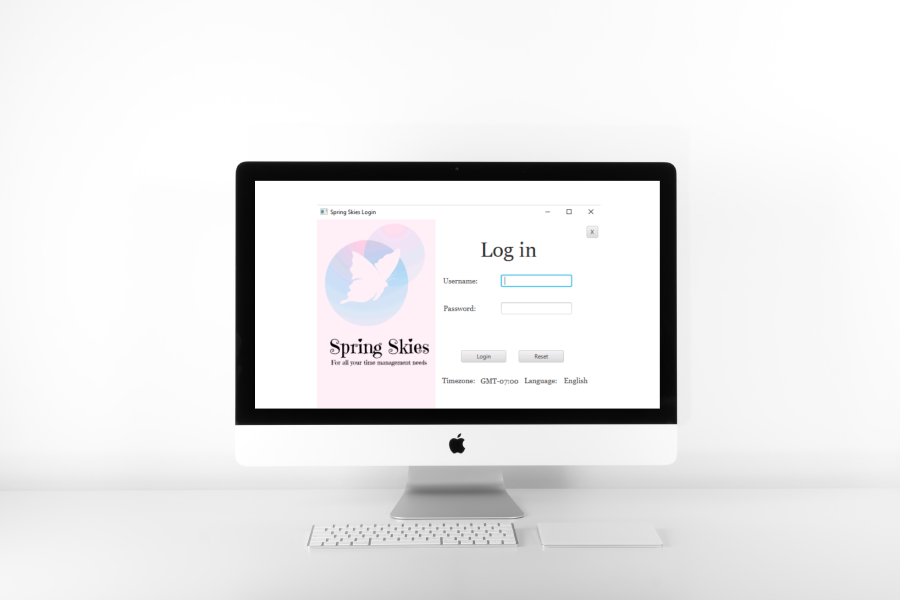 Spring Skies Login
X
Log in
Username:
Password:
Spring Skies
For all your time management needs
Login Reset
Timezone: GMT-07:00 Language: English